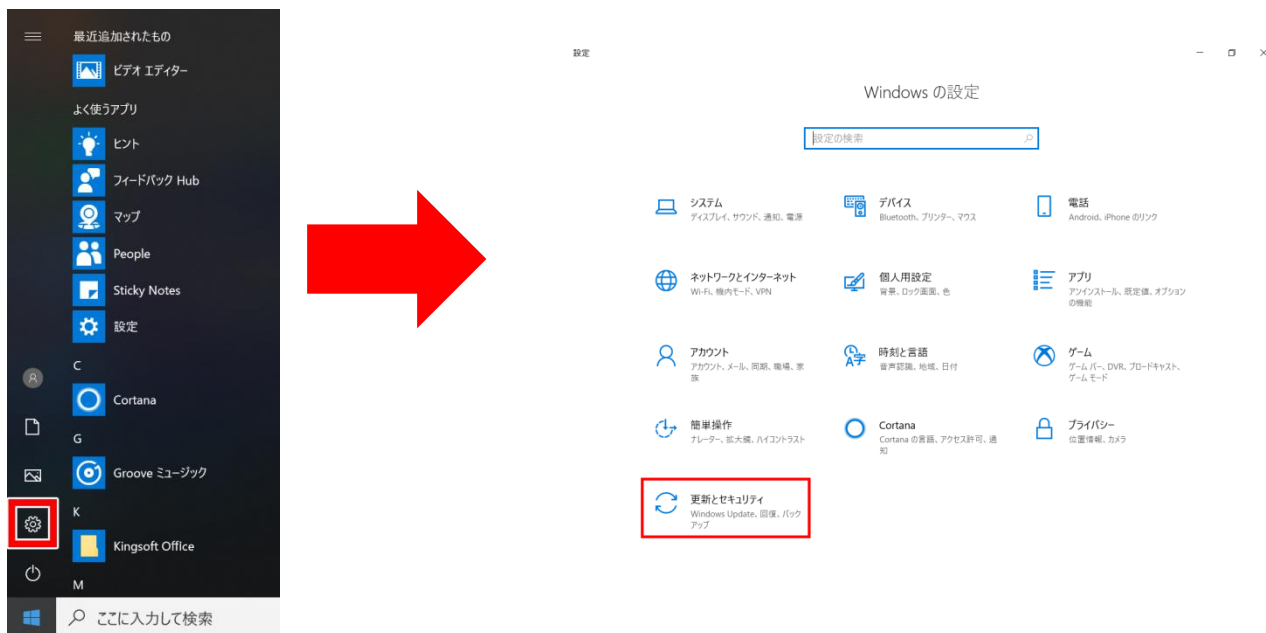 最近追加されたもの
ビデオ エディター
よく使うアプリ
ヒント
フィードバック Hub
マップ
People
Sticky Notes
設定
C
Cortana
G
Groove ミュージック
K
Kingsoft Office
M
ここに入力して検索
設定
Windows の設定
設定の検索
システム
ディスプレイ、サウンド、通知、電源
デバイス
Bluetooth、プリンター、マウス
電話
Android、iPhone のリンク
ネットワークとインターネット
Wi-Fi、機内モード、VPN
個人用設定
背景、ロック画面、色
アプリ
アンインストール、既定値、オプション
の機能
アカウント
アカウント、メール、同期、職場、家
族
時刻と言語
音声認識、地域、日付
ゲーム
ゲーム バー、DVR、ブロードキャスト、
ゲーム モード
簡単操作
ナレーター、拡大鏡、ハイコントラスト
Cortana
Cortana の言語、アクセス許可、通
知
プライバシー
位置情報、カメラ
更新とセキュリティ
Windows Update、回復、バック
アップ